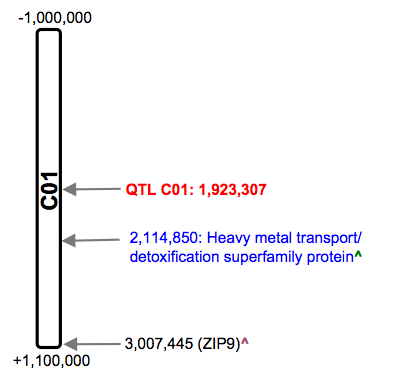 -1,000,000
C01
QTL C01: 1,923,307
2,114,850: Heavy metal transport/
detoxification superfamily protein^
3,007,445 (ZIP9)^
+1,100,000